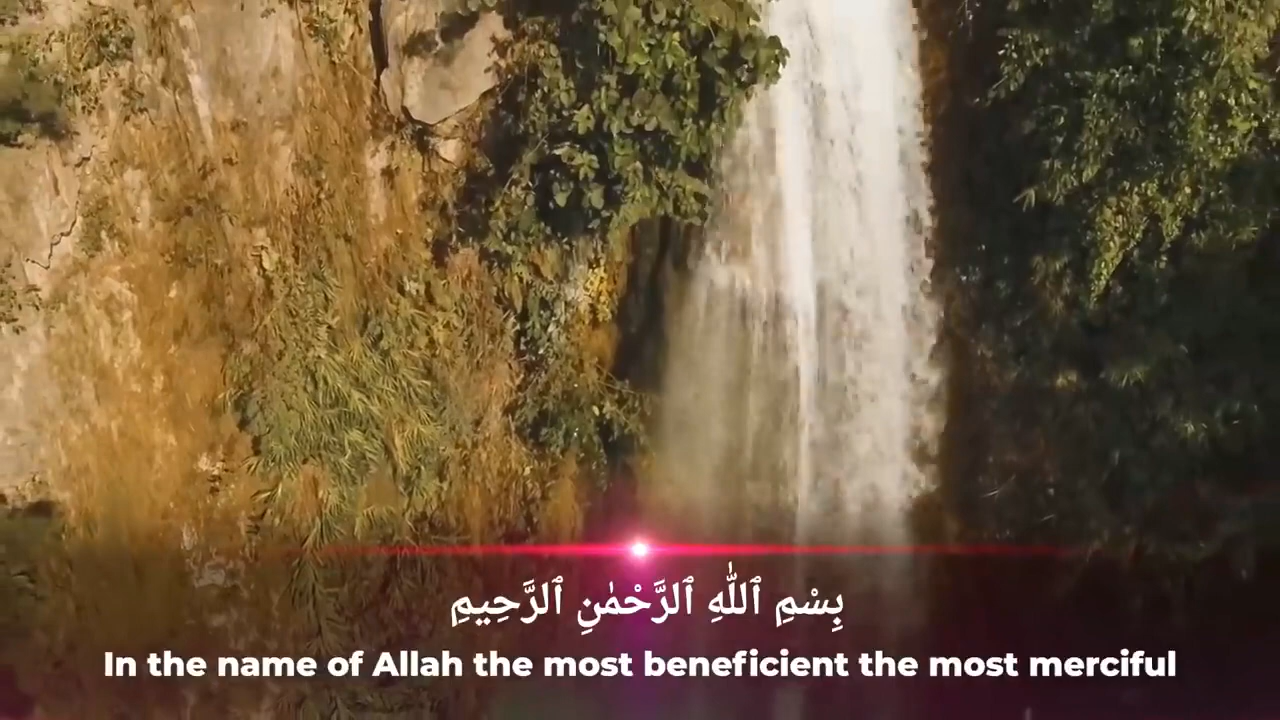 بِسْمِ ٱللَّهِ ٱلرَّحْمَٰنِ ٱلرَّحِيمِ
In the name of Allah the most beneficient the most merciful